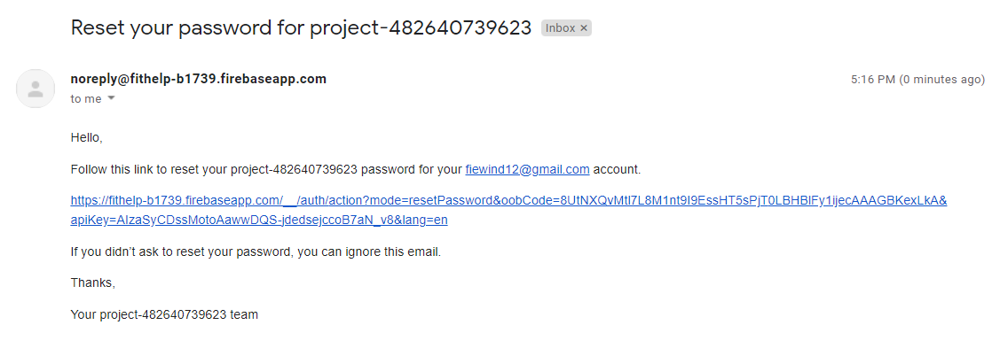 Reset your password for project-482640739623 Inbox ×
noreply@fithelp-b1739.firebaseapp.com 5:16 PM (0 minutes ago)
to me
Hello,
Follow this link to reset your project-482640739623 password for your fiewind12@gmail.com account.
https://fithelp-b1739.firebaseapp.com/__/auth/action?mode=resetPassword&oobCode=8UtNXQvMtl7L8M1nt9I9EssHT5sPjT0LBHBlFy1ijecAAAGBKexLkA&
apiKey=AIzaSyCDssMotoAawwDQS-jdedsejccoB7aN_v8&lang=en
If you didn’t ask to reset your password, you can ignore this email.
Thanks,
Your project-482640739623 team